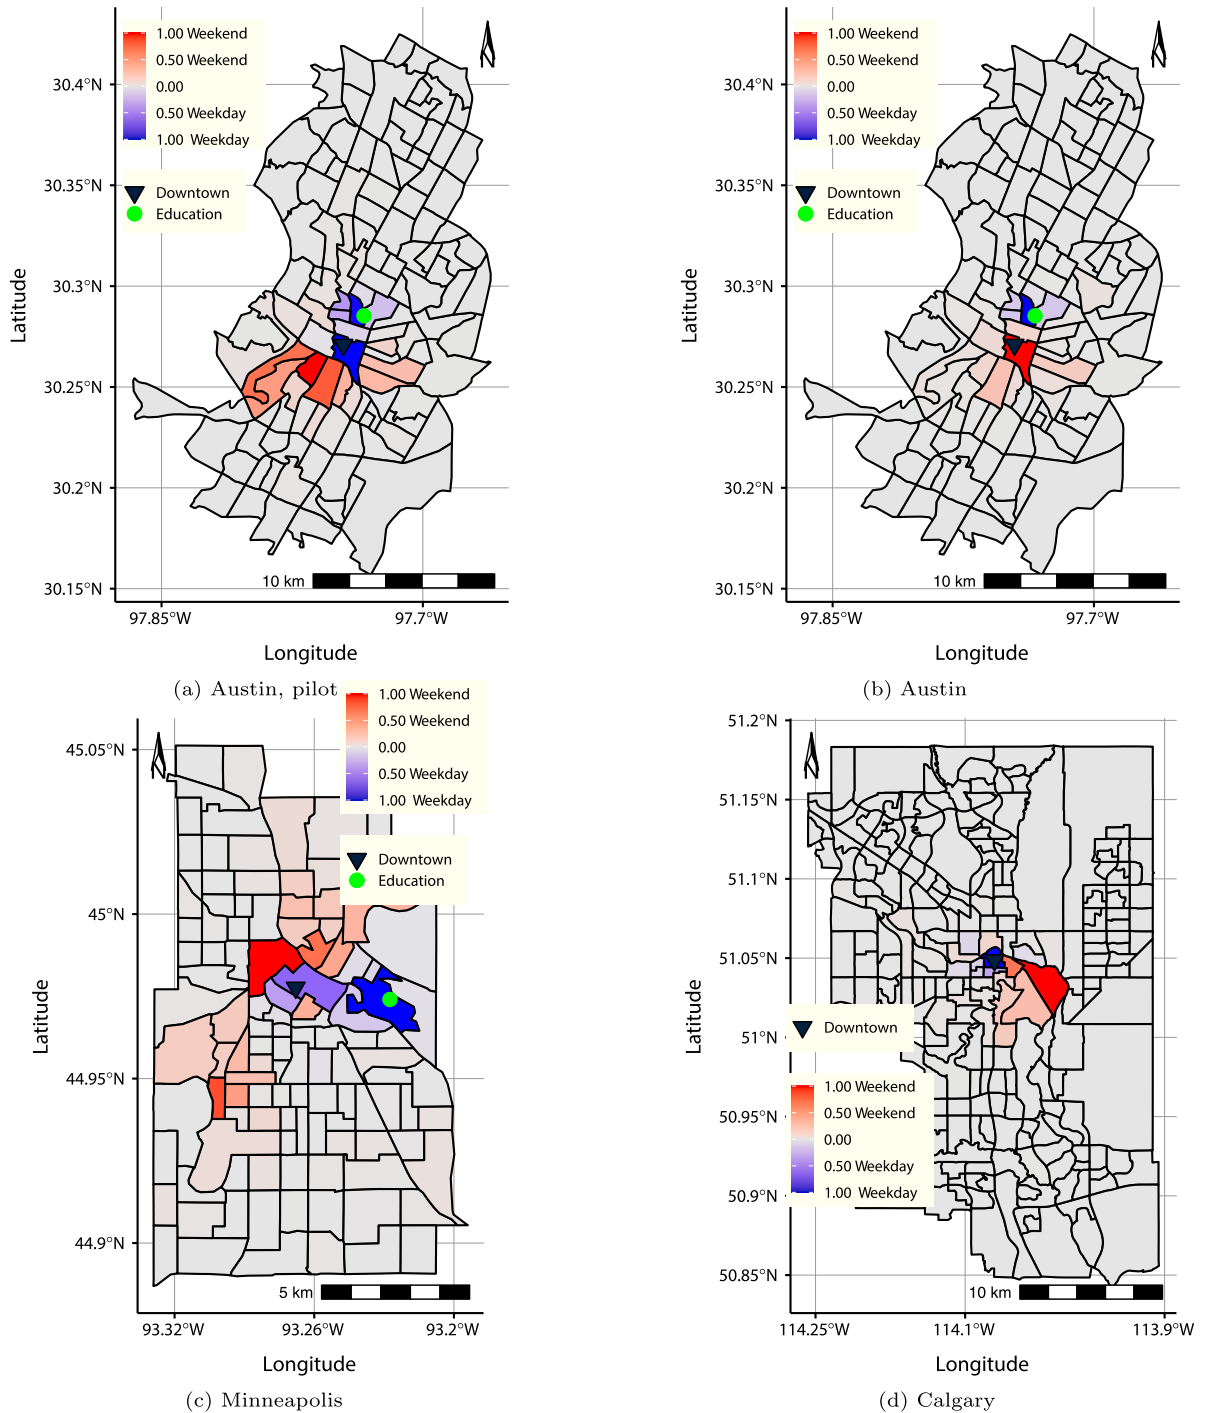 1.00 Weekend
0.50 Weekend
0.00
0.50 Weekday
1.00 Weekday
Downtown
Education
30.4°N
30.35°N
30.3°N
30.25°N
30.2°N
30.15°N
Latitude
10 km
97.85°W
97.7°W
Longitude
(a) Austin, pilot
1.00 Weekend
0.50 Weekend
0.00
0.50 Weekday
1.00 Weekday
Downtown
Education
30.4°N
30.35°N
30.3°N
30.25°N
30.2°N
30.15°N
Latitude
10 km
97.85°W
97.7°W
Longitude
(b) Austin
1.00 Weekend
0.50 Weekend
0.00
0.50 Weekday
1.00 Weekday
Downtown
Education
45.05°N
45°N
44.95°N
44.9°N
Latitude
5 km
93.32°W
93.26°W
93.2°W
Longitude
(c) Minneapolis
51.2°N
51.15°N
51.1°N
51.05°N
51°N
50.95°N
50.9°N
50.85°N
Latitude
Downtown
1.00 Weekend
0.50 Weekend
0.00
0.50 Weekday
1.00 Weekday
10 km
114.25°W
114.1°W
113.9°W
Longitude
(d) Calgary